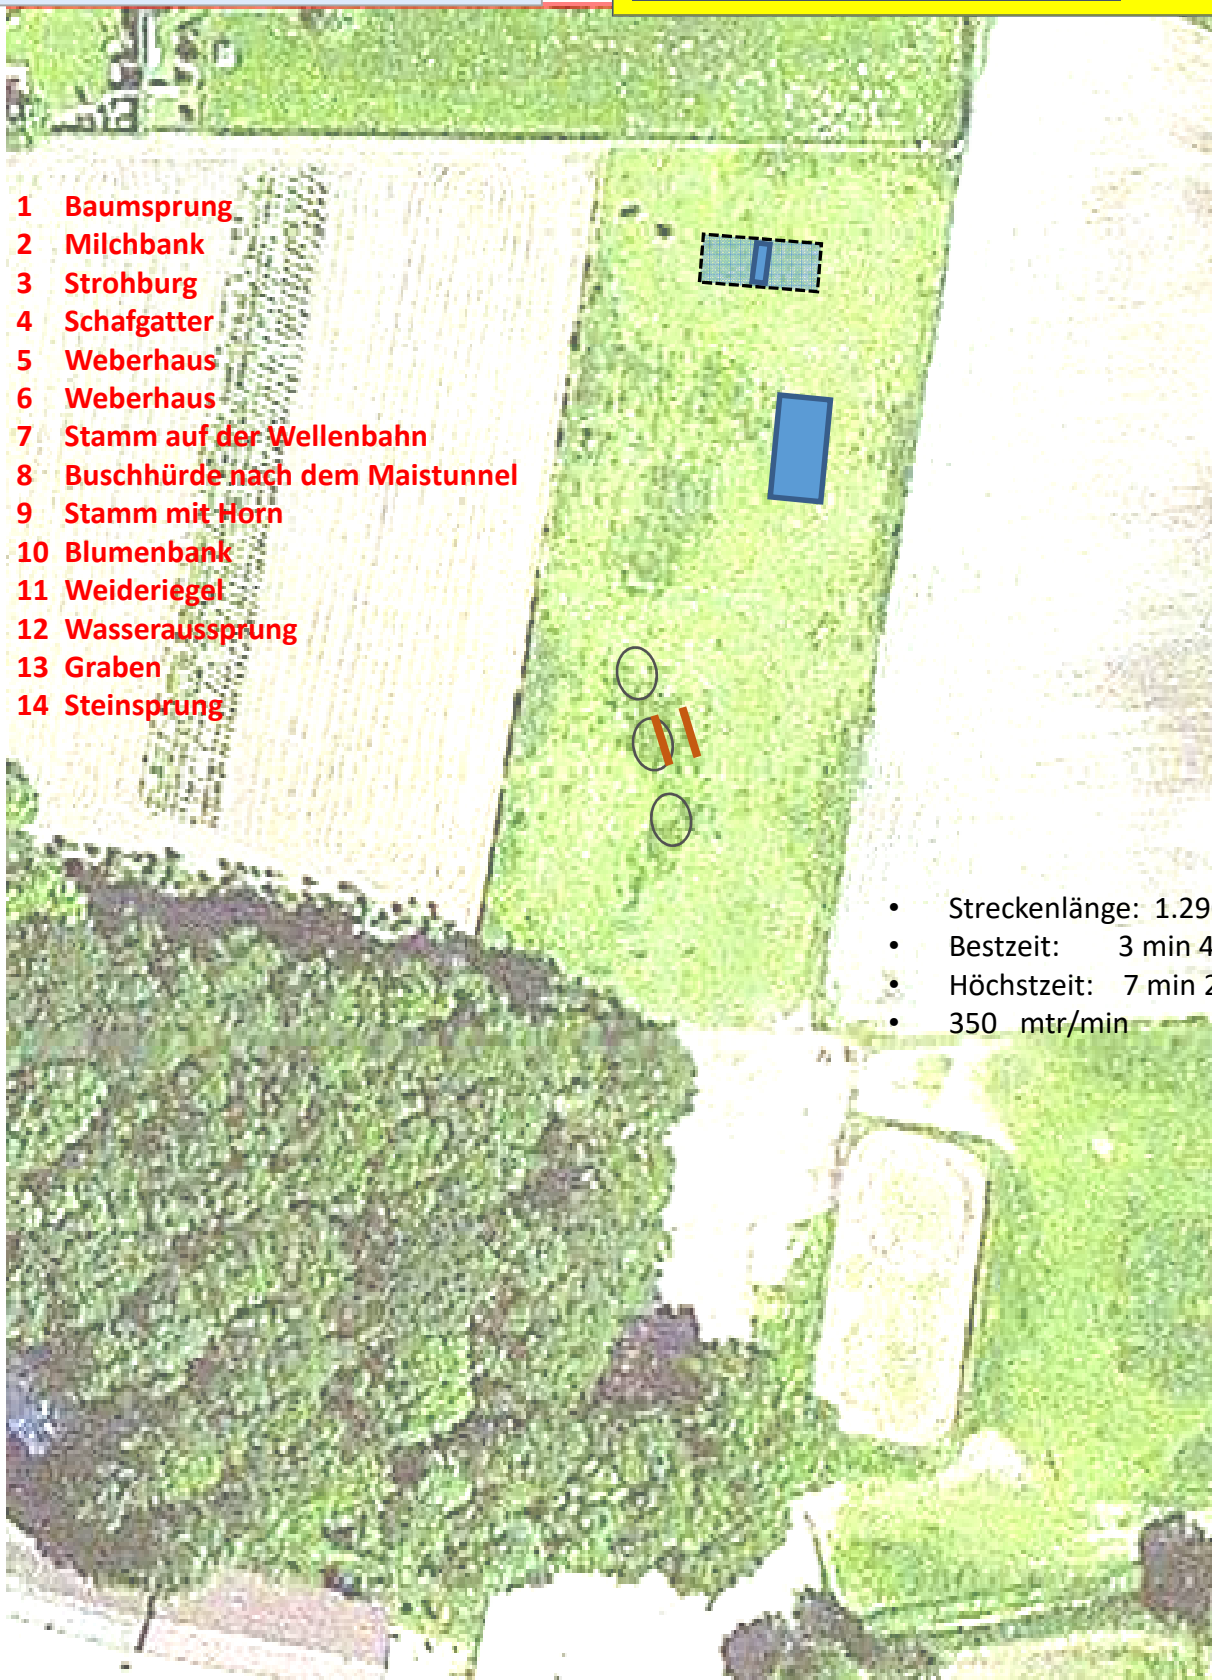 1 Baumsprung
2 Milchbank
3 Strohburg
4 Schafgatter
5 Weberhaus
6 Weberhaus
7 Stamm auf der Wellenbahn
8 Buschhürde nach dem Maistunnel
9 Stamm mit Horn
10 Blumenbank
11 Weideriegel
12 Wasseraussprung
13 Graben
14 Steinsprung
• Streckenlänge: 1.29
• Bestzeit: 3 min 4
• Höchstzeit: 7 min 2
• 350 mtr/min